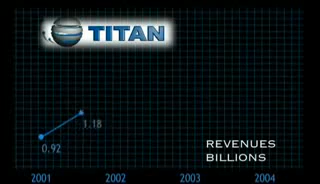 TITAN
1.18
0.92
REVENUES
BILLIONS
2001 2002 2003 2004